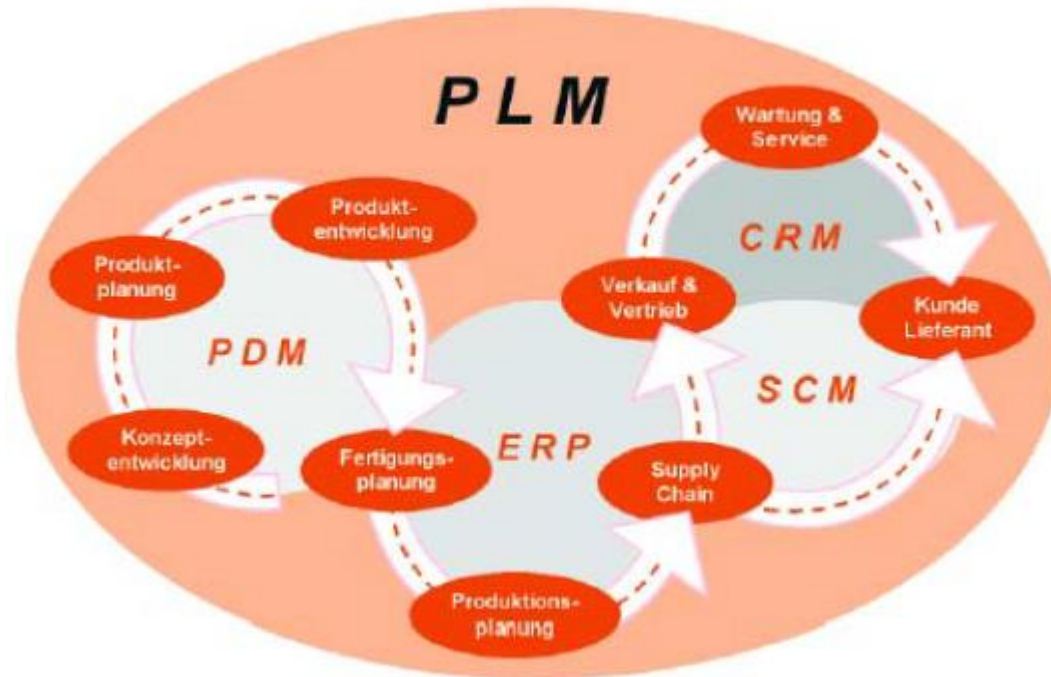 PLM
Wartung &
Service
Produkt-
entwicklung
Produkt-
planung
CRM
Verkauf &
Vertrieb
Kunde
Lieferant
PDM
SCM
Konzept-
entwicklung
Fertigungs-
planung
ERP
Supply
Chain
Produktions-
planung